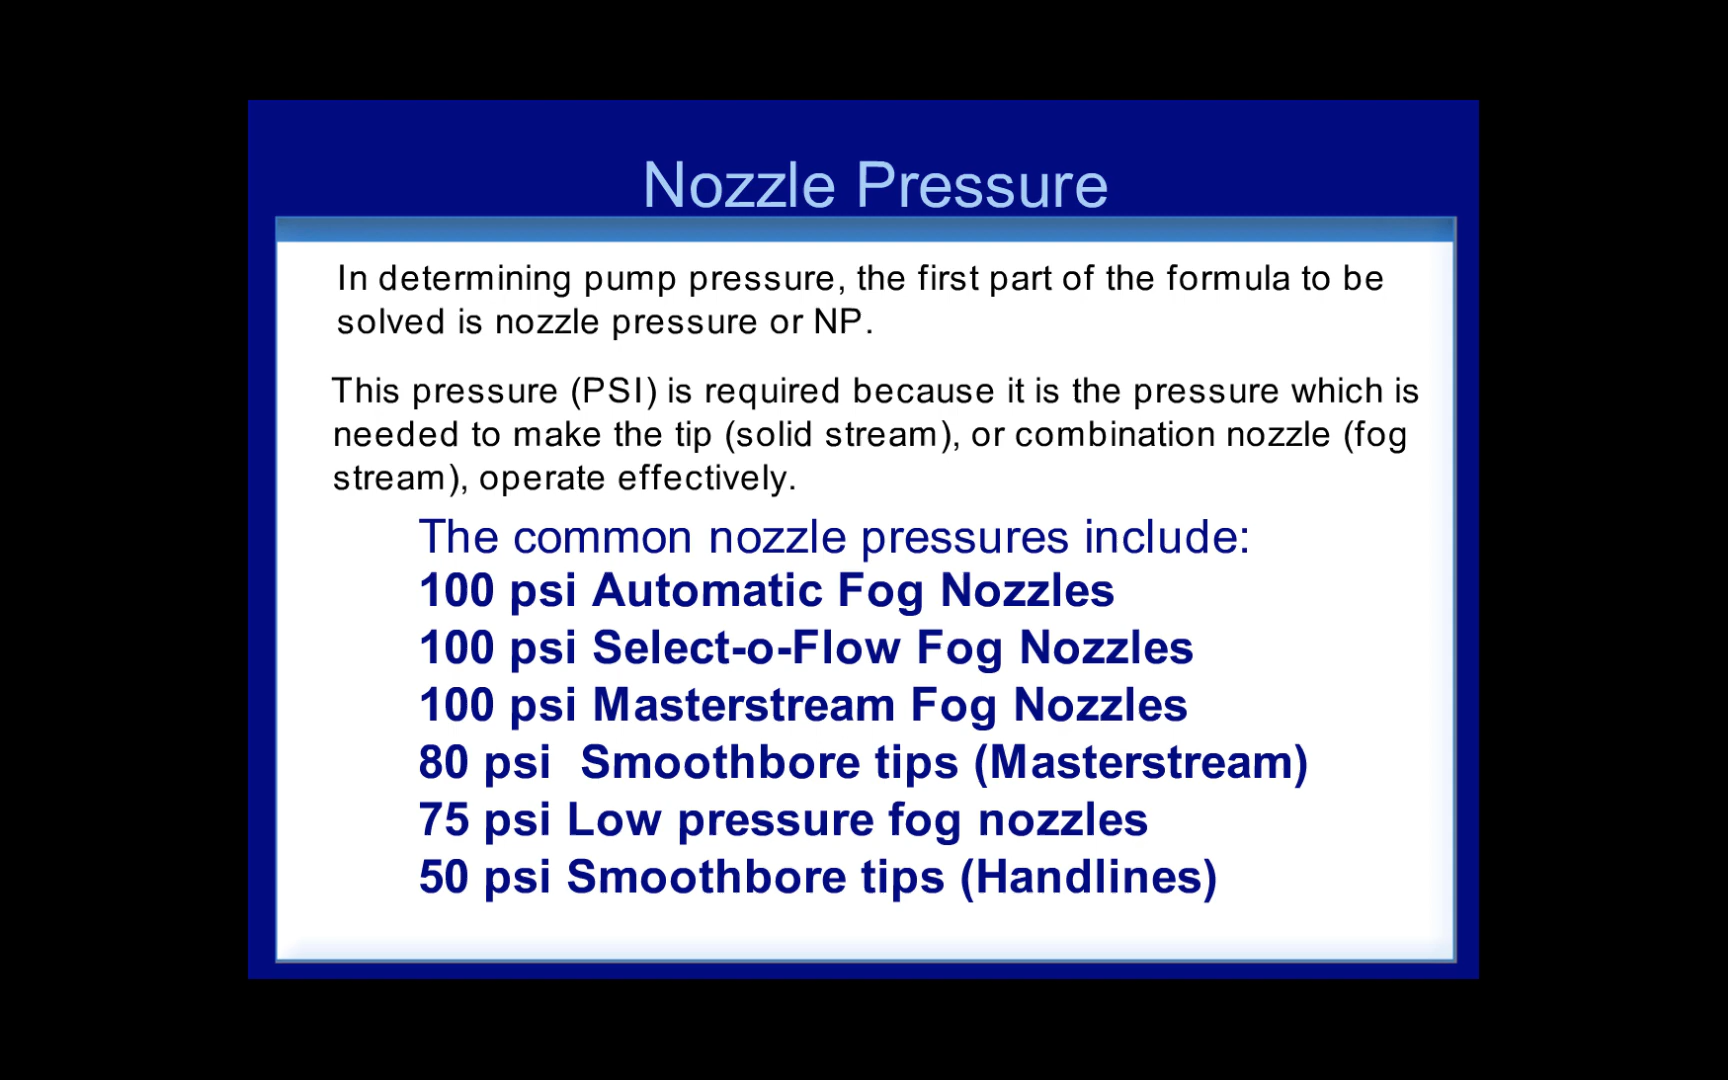 Nozzle Pressure
In determining pump pressure, the first part of the formula to be
solved is nozzle pressure or NP.
This pressure (PSI) is required because it is the pressure which is
needed to make the tip (solid stream), or combination nozzle (fog
stream), operate effectively.
The common nozzle pressures include:
100 psi Automatic Fog Nozzles
100 psi Select-o-Flow Fog Nozzles
100 psi Masterstream Fog Nozzles
80 psi  Smoothbore tips (Masterstream)
75 psi Low pressure fog nozzles
50 psi Smoothbore tips (Handlines)